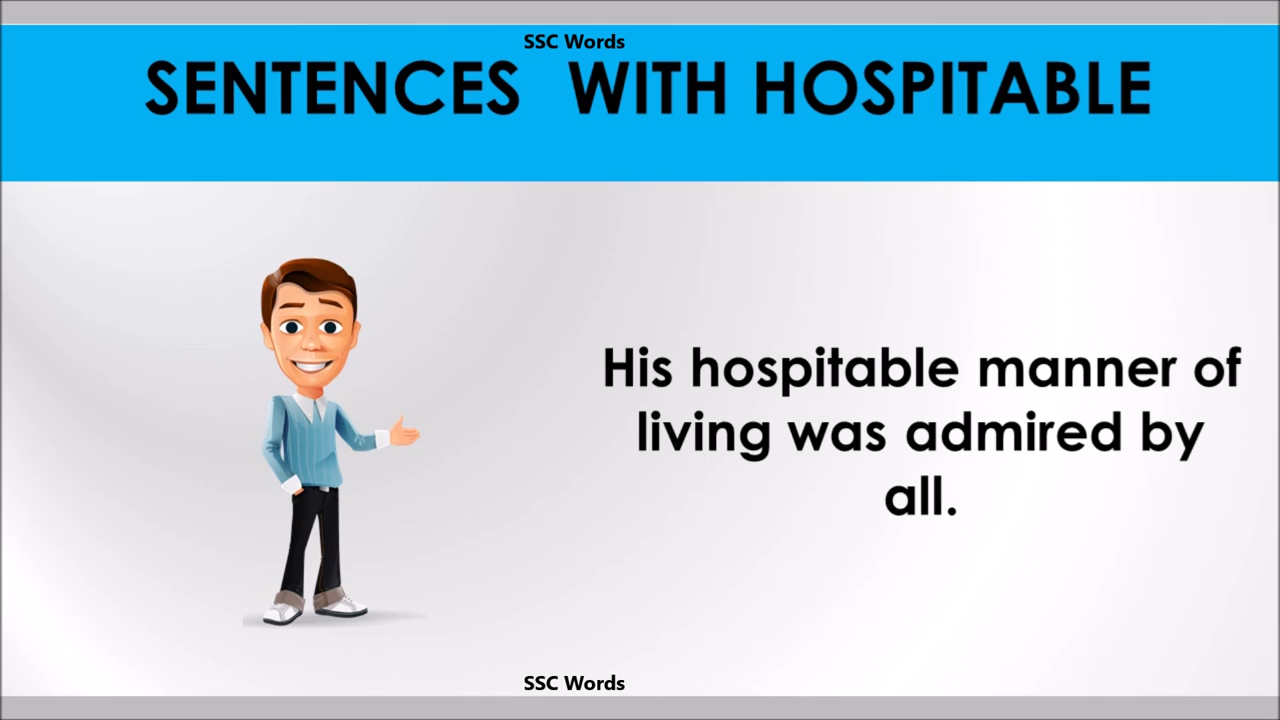 SSC Words
SENTENCES WITH HOSPITABLE
His hospitable manner of
living was admired by
all.
SSC Words